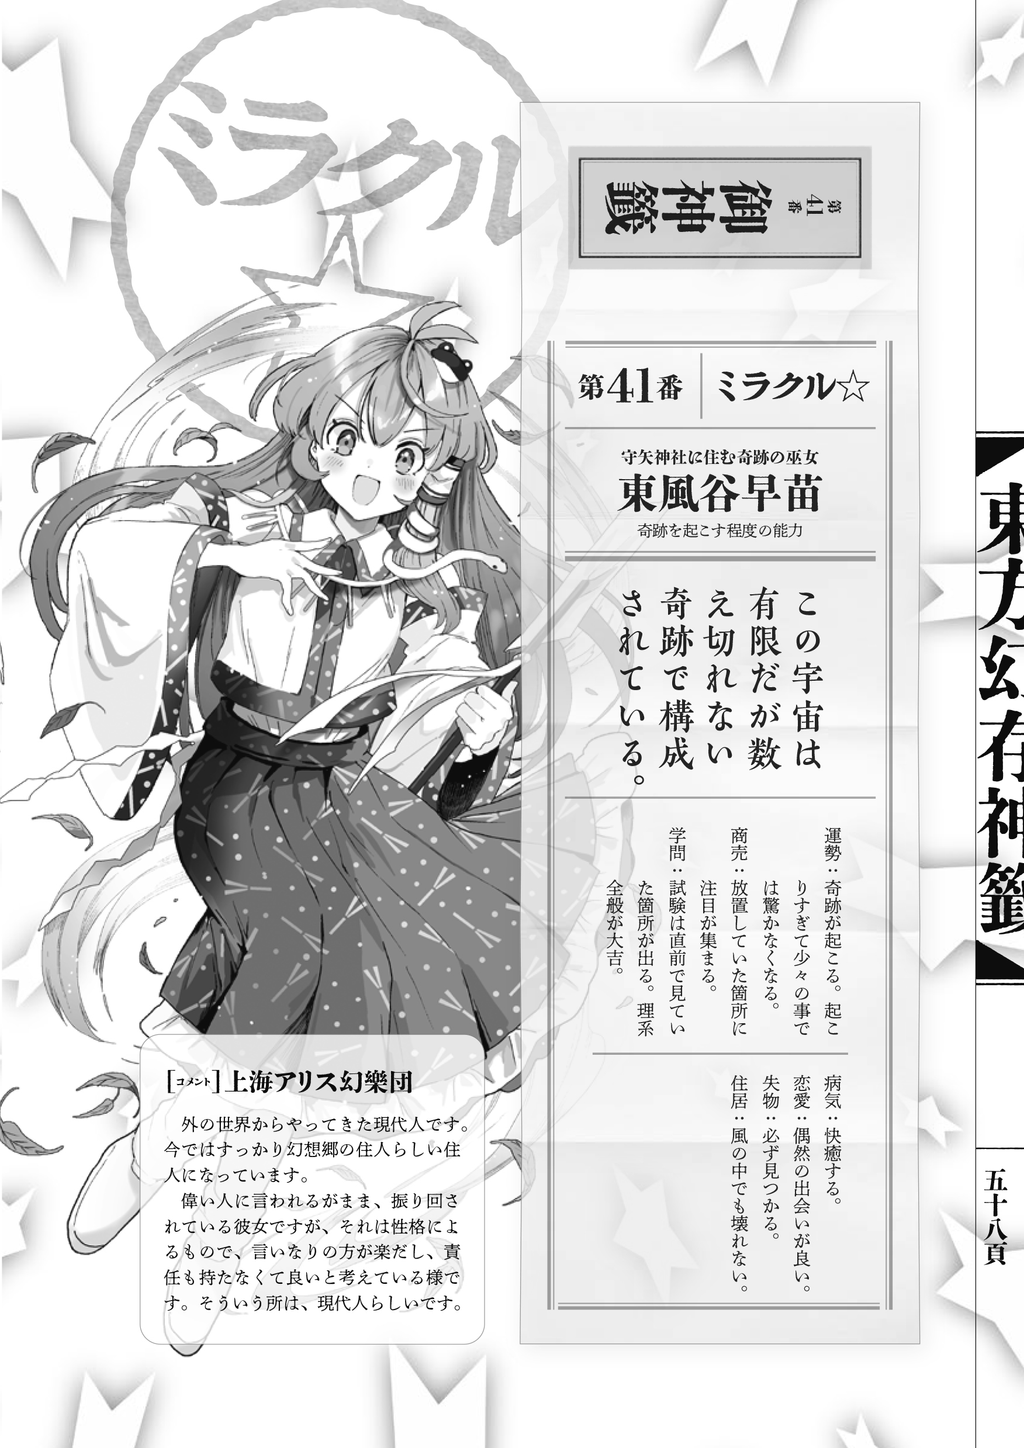 ミラクル
☆
御神籤
第41番
第41番
ミラクル☆
守矢神社に住む奇跡の巫女
東風谷早苗
奇跡を起こす程度の能力
この宇宙は
有限だが数
え切れない
奇跡で構成
されている。
運勢：奇跡が起こる。起こ
りすぎて少々の事で
は驚かなくなる。
商売：放置していた箇所に
注目が集まる。
学問：試験は直前で見てい
た箇所が出る。理系
全般が大吉。
病気：快癒する。
恋愛：偶然の出会いが良い。
失物：必ず見つかる。
住居：風の中でも壊れない。
［コメント］上海アリス幻樂団
外の世界からやってきた現代人です。
今ではすっかり幻想郷の住人らしい住
人になっています。
偉い人に言われるがまま、振り回さ
れている彼女ですが、それは性格によ
るもので、言いなりの方が楽だし、責
任も持たなくて良いと考えている様で
す。そういう所は、現代人らしいです。
【東方幻存神籤】
五十八頁